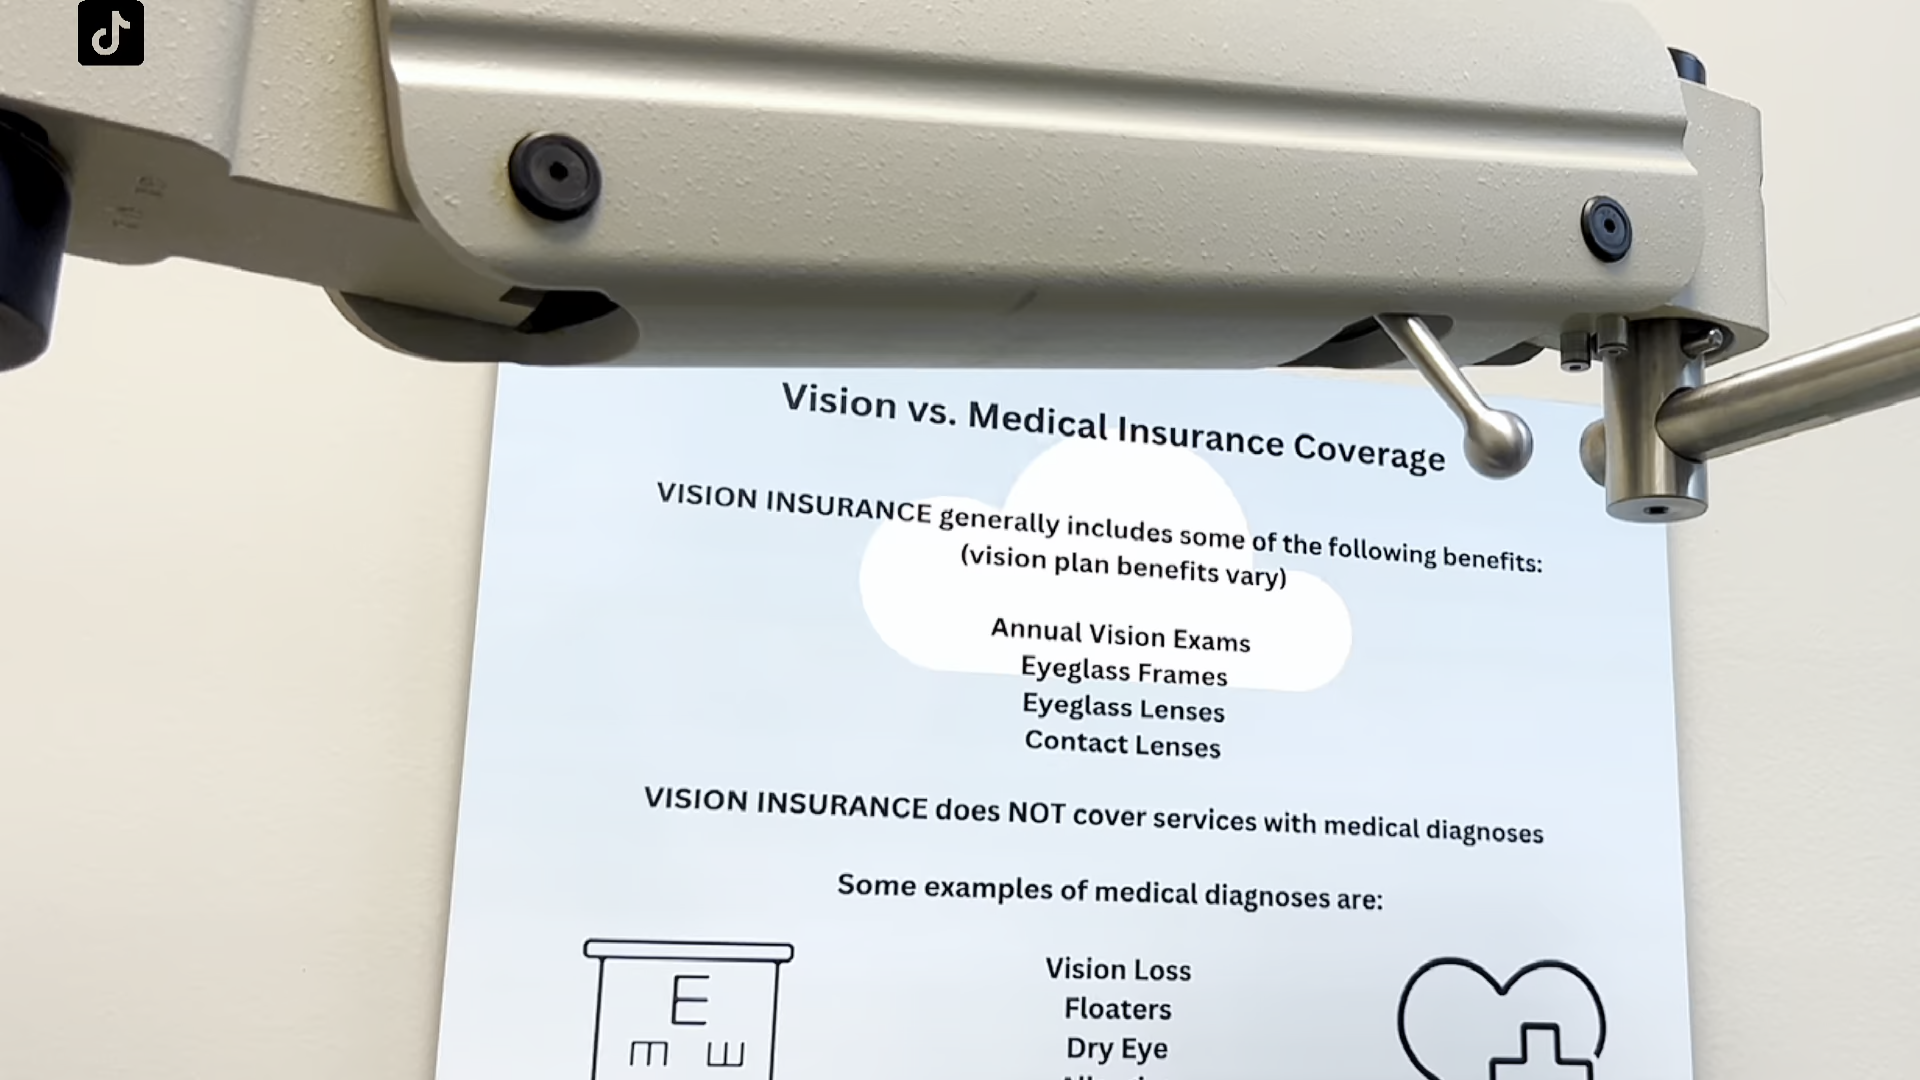 Vision vs. Medical Insurance Coverage
VISION INSURANCE generally includes some of the following benefits:
(vision plan benefits vary)
Annual Vision Exams
Eyeglass Frames
Eyeglass Lenses
Contact Lenses
VISION INSURANCE does NOT cover services with medical diagnoses
Some examples of medical diagnoses are:
Vision Loss
Floaters
Dry Eye
E